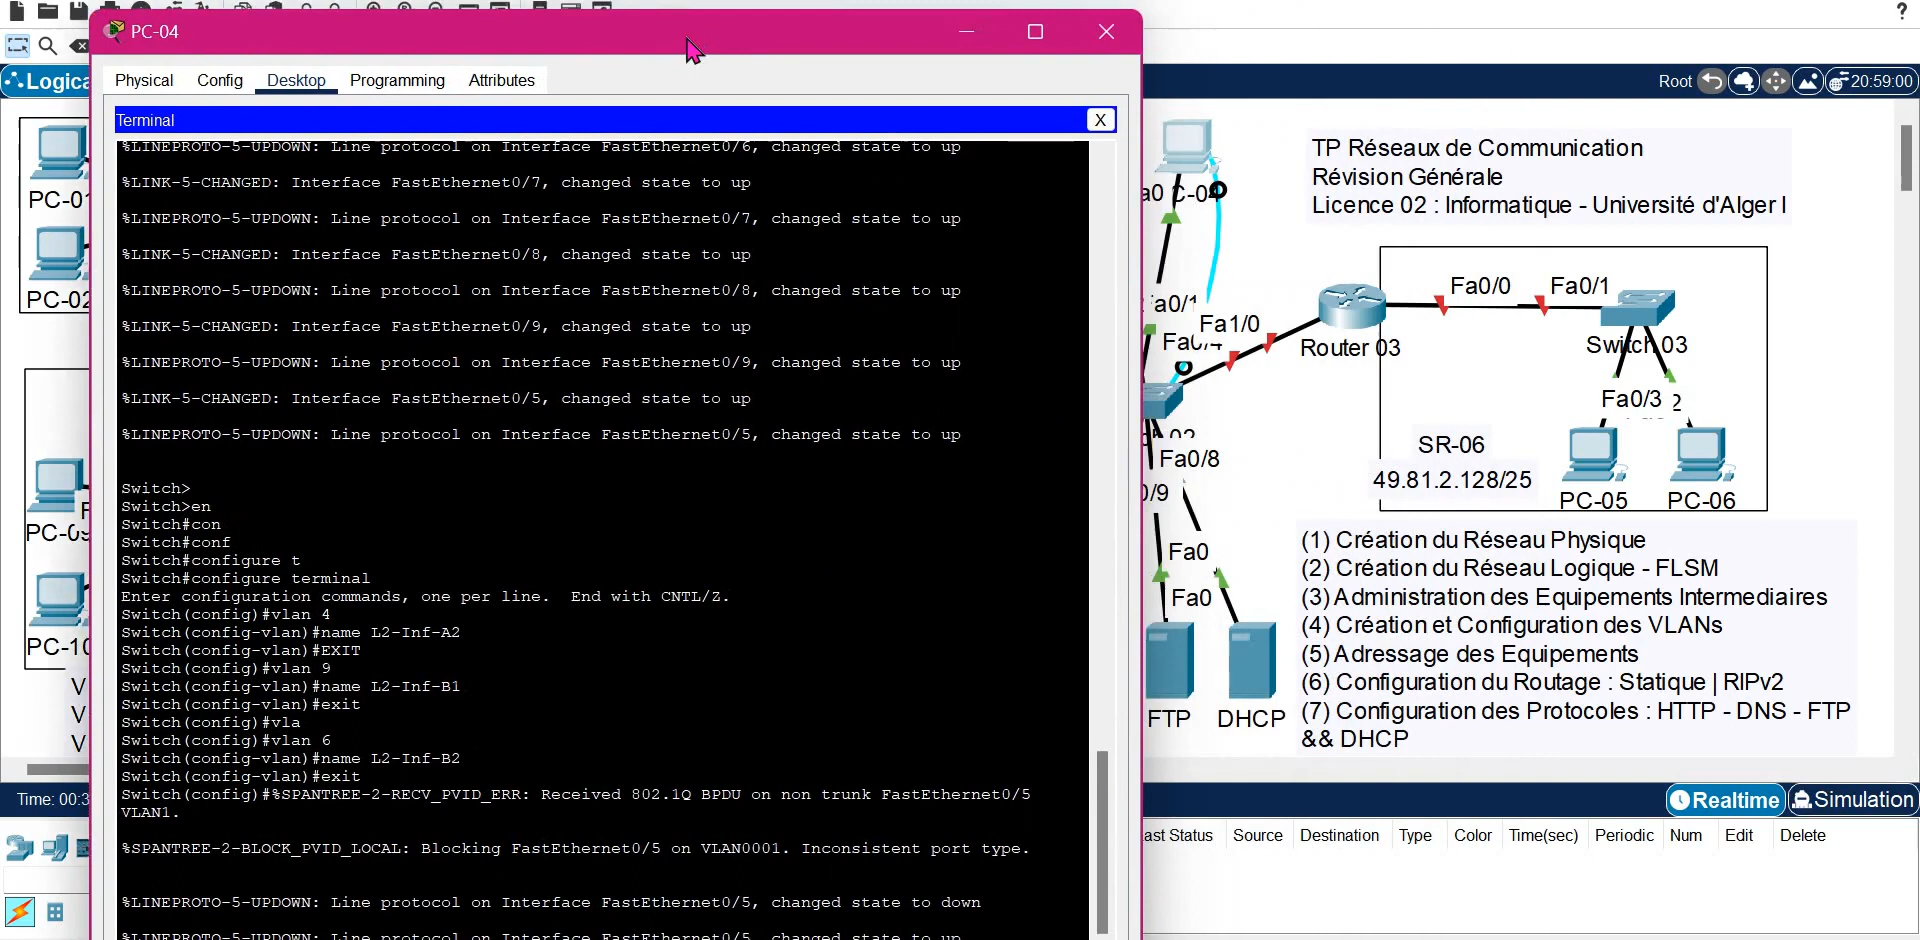 ?
PC-04
Physical Config Desktop Programming Attributes
Logica
Root
20:59:00
Terminal
X
%LINEPROTO-5-UPDOWN: Line protocol on Interface FastEthernet0/6, changed state to up
%LINK-5-CHANGED: Interface FastEthernet0/7, changed state to up
%LINEPROTO-5-UPDOWN: Line protocol on Interface FastEthernet0/7, changed state to up
%LINK-5-CHANGED: Interface FastEthernet0/8, changed state to up
%LINEPROTO-5-UPDOWN: Line protocol on Interface FastEthernet0/8, changed state to up
%LINK-5-CHANGED: Interface FastEthernet0/9, changed state to up
%LINEPROTO-5-UPDOWN: Line protocol on Interface FastEthernet0/9, changed state to up
%LINK-5-CHANGED: Interface FastEthernet0/5, changed state to up
%LINEPROTO-5-UPDOWN: Line protocol on Interface FastEthernet0/5, changed state to up
Switch>
Switch>en
Switch#con
Switch#conf
Switch#configure t
Switch#configure terminal
Enter configuration commands, one per line.  End with CNTL/Z.
Switch(config)#vlan 4
Switch(config-vlan)#name L2-Inf-A2
Switch(config-vlan)#EXIT
Switch(config)#vlan 9
Switch(config-vlan)#name L2-Inf-B1
Switch(config-vlan)#exit
Switch(config)#vla
Switch(config)#vlan 6
Switch(config-vlan)#name L2-Inf-B2
Switch(config-vlan)#exit
Switch(config)#%SPANTREE-2-RECV_PVID_ERR: Received 802.1Q BPDU on non trunk FastEthernet0/5
VLAN1.
%SPANTREE-2-BLOCK_PVID_LOCAL: Blocking FastEthernet0/5 on VLAN0001. Inconsistent port type.
%LINEPROTO-5-UPDOWN: Line protocol on Interface FastEthernet0/5, changed state to down
%LINEPROTO-5-UPDOWN: Line protocol on Interface FastEthernet0/5, changed state to up
PC-01
PC-02
PC-09
PC-10
V
V
V
TP Réseaux de Communication
Révision Générale
Licence 02 : Informatique - Université d'Alger I
a0 C-04
Fa0/1
Fa1/0
Fa0/4
Router 03
Fa0/0
Fa0/1
Switch 03
Fa0/3
2
SR-06
49.81.2.128/25
PC-05
PC-06
Fa0/8
0/9
Fa0
Fa0
FTP
DHCP
(1) Création du Réseau Physique
(2) Création du Réseau Logique - FLSM
(3) Administration des Equipements Intermediaires
(4) Création et Configuration des VLANs
(5) Adressage des Equipements
(6) Configuration du Routage : Statique | RIPv2
(7) Configuration des Protocoles : HTTP - DNS - FTP
&& DHCP
Time: 00:3
Realtime
Simulation
ast Status Source Destination Type Color Time(sec) Periodic Num Edit Delete